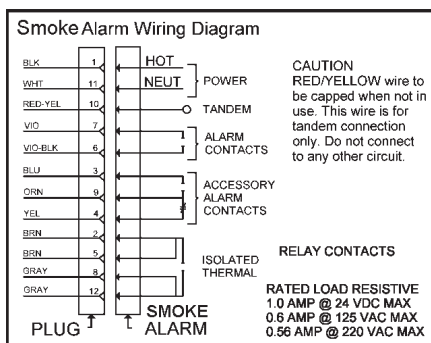 Smoke Alarm Wiring Diagram
BLK 1 HOT
WHT 11 NEUT
POWER
RED-YEL 10 TANDEM
VIO 7
VIO-BLK 6
ALARM
CONTACTS
BLU 3
ORN 9
YEL 4
ACCESSORY
ALARM
CONTACTS
BRN 2
BRN 5
GRAY 8
GRAY 12
ISOLATED
THERMAL
PLUG
SMOKE
ALARM
CAUTION
RED/YELLOW wire to
be capped when not in
use. This wire is for
tandem connection
only. Do not connect
to any other circuit.
RELAY CONTACTS
RATED LOAD RESISTIVE
1.0 AMP @ 24 VDC MAX
0.6 AMP @ 125 VAC MAX
0.56 AMP @ 220 VAC MAX